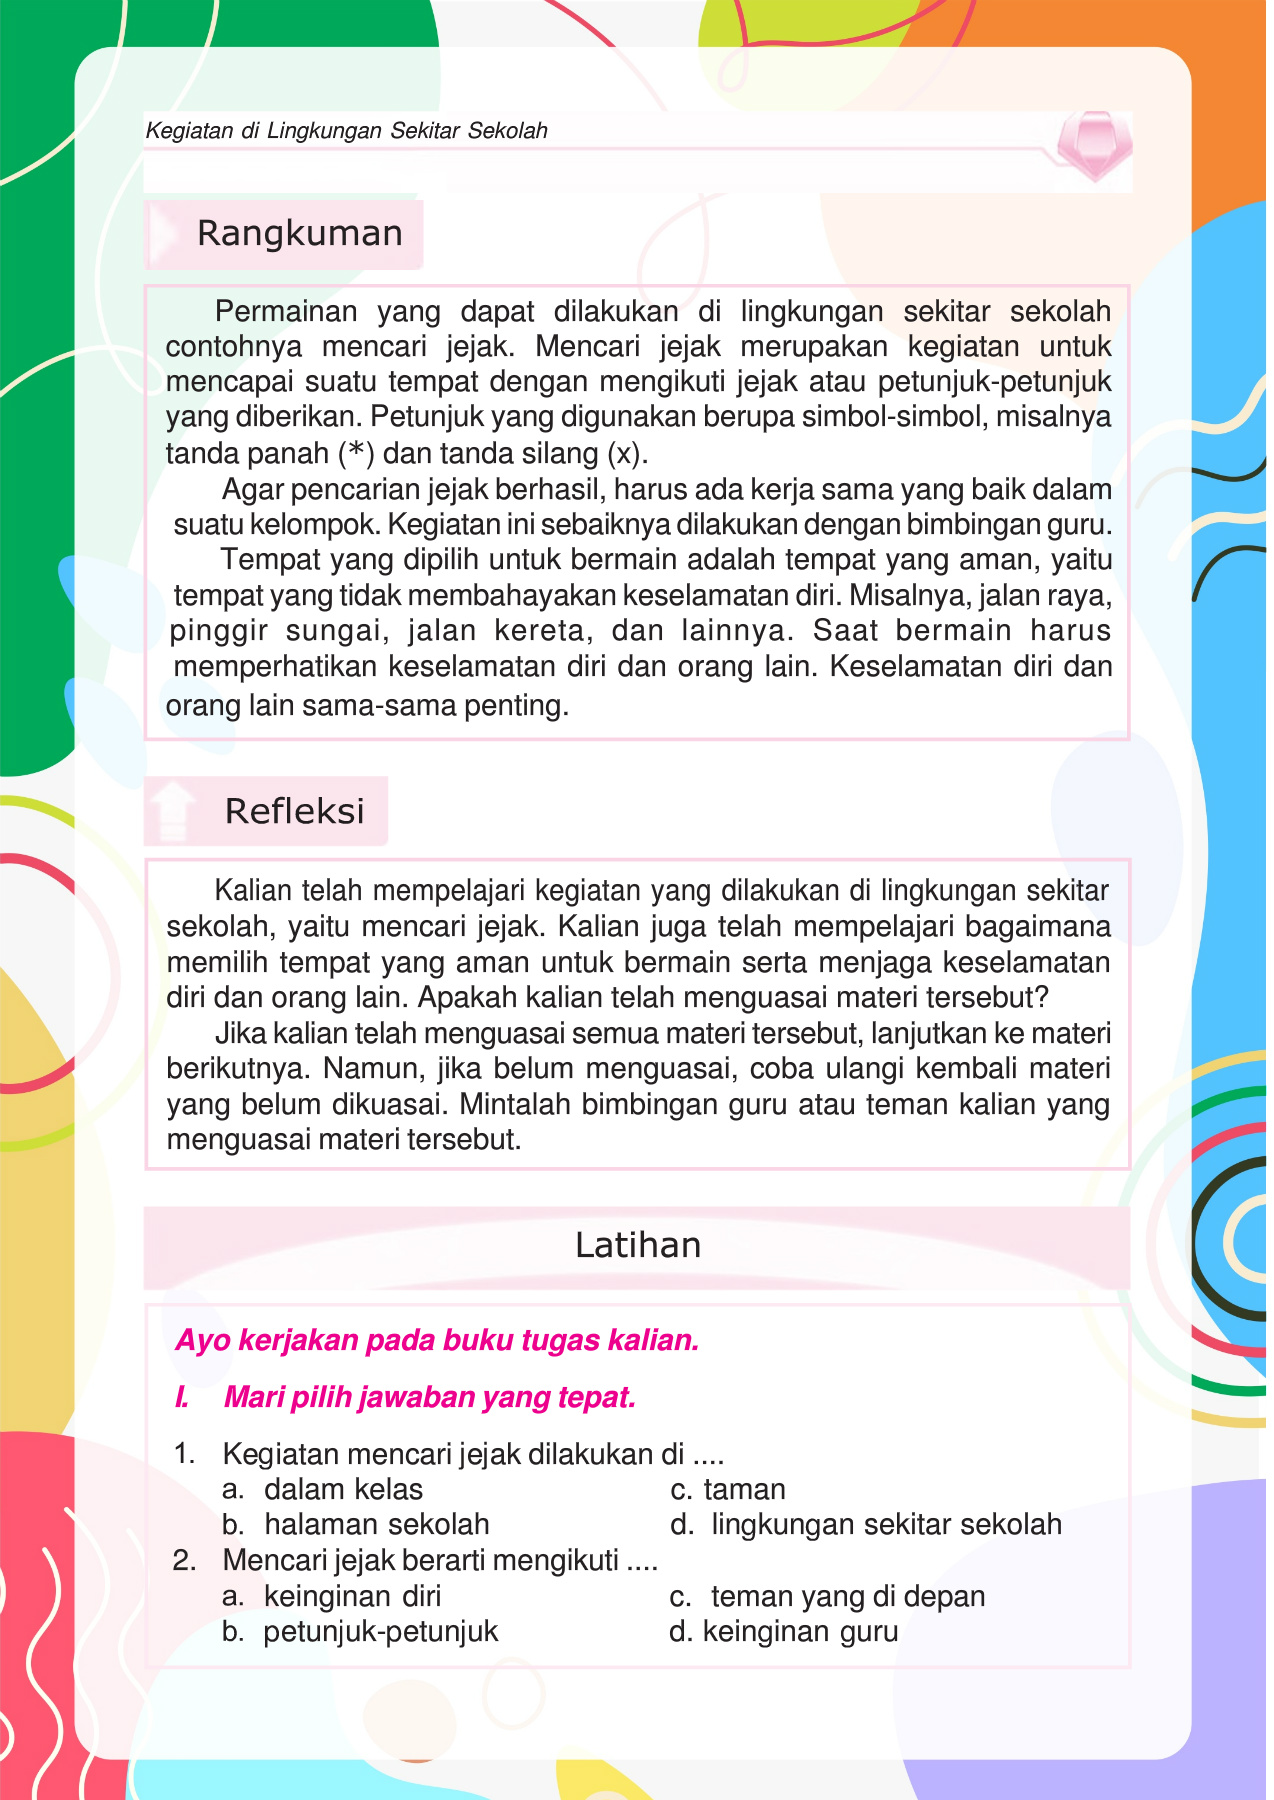 Kegiatan di Lingkungan Sekitar Sekolah
Rangkuman
Permainan yang dapat dilakukan di lingkungan sekitar sekolah
contohnya mencari jejak. Mencari jejak merupakan kegiatan untuk
mencapai suatu tempat dengan mengikuti jejak atau petunjuk-petunjuk
yang diberikan. Petunjuk yang digunakan berupa simbol-simbol, misalnya
tanda panah (*) dan tanda silang (x).
Agar pencarian jejak berhasil, harus ada kerja sama yang baik dalam
suatu kelompok. Kegiatan ini sebaiknya dilakukan dengan bimbingan guru.
Tempat yang dipilih untuk bermain adalah tempat yang aman, yaitu
tempat yang tidak membahayakan keselamatan diri. Misalnya, jalan raya,
pinggir sungai, jalan kereta, dan lainnya. Saat bermain harus
memperhatikan keselamatan diri dan orang lain. Keselamatan diri dan
orang lain sama-sama penting.
Refleksi
Kalian telah mempelajari kegiatan yang dilakukan di lingkungan sekitar
sekolah, yaitu mencari jejak. Kalian juga telah mempelajari bagaimana
memilih tempat yang aman untuk bermain serta menjaga keselamatan
diri dan orang lain. Apakah kalian telah menguasai materi tersebut?
Jika kalian telah menguasai semua materi tersebut, lanjutkan ke materi
berikutnya. Namun, jika belum menguasai, coba ulangi kembali materi
yang belum dikuasai. Mintalah bimbingan guru atau teman kalian yang
menguasai materi tersebut.
Latihan
Ayo kerjakan pada buku tugas kalian.
I. Mari pilih jawaban yang tepat.
1. Kegiatan mencari jejak dilakukan di ....
a. dalam kelas c. taman
b. halaman sekolah d. lingkungan sekitar sekolah
2. Mencari jejak berarti mengikuti ....
a. keinginan diri c. teman yang di depan
b. petunjuk-petunjuk d. keinginan guru